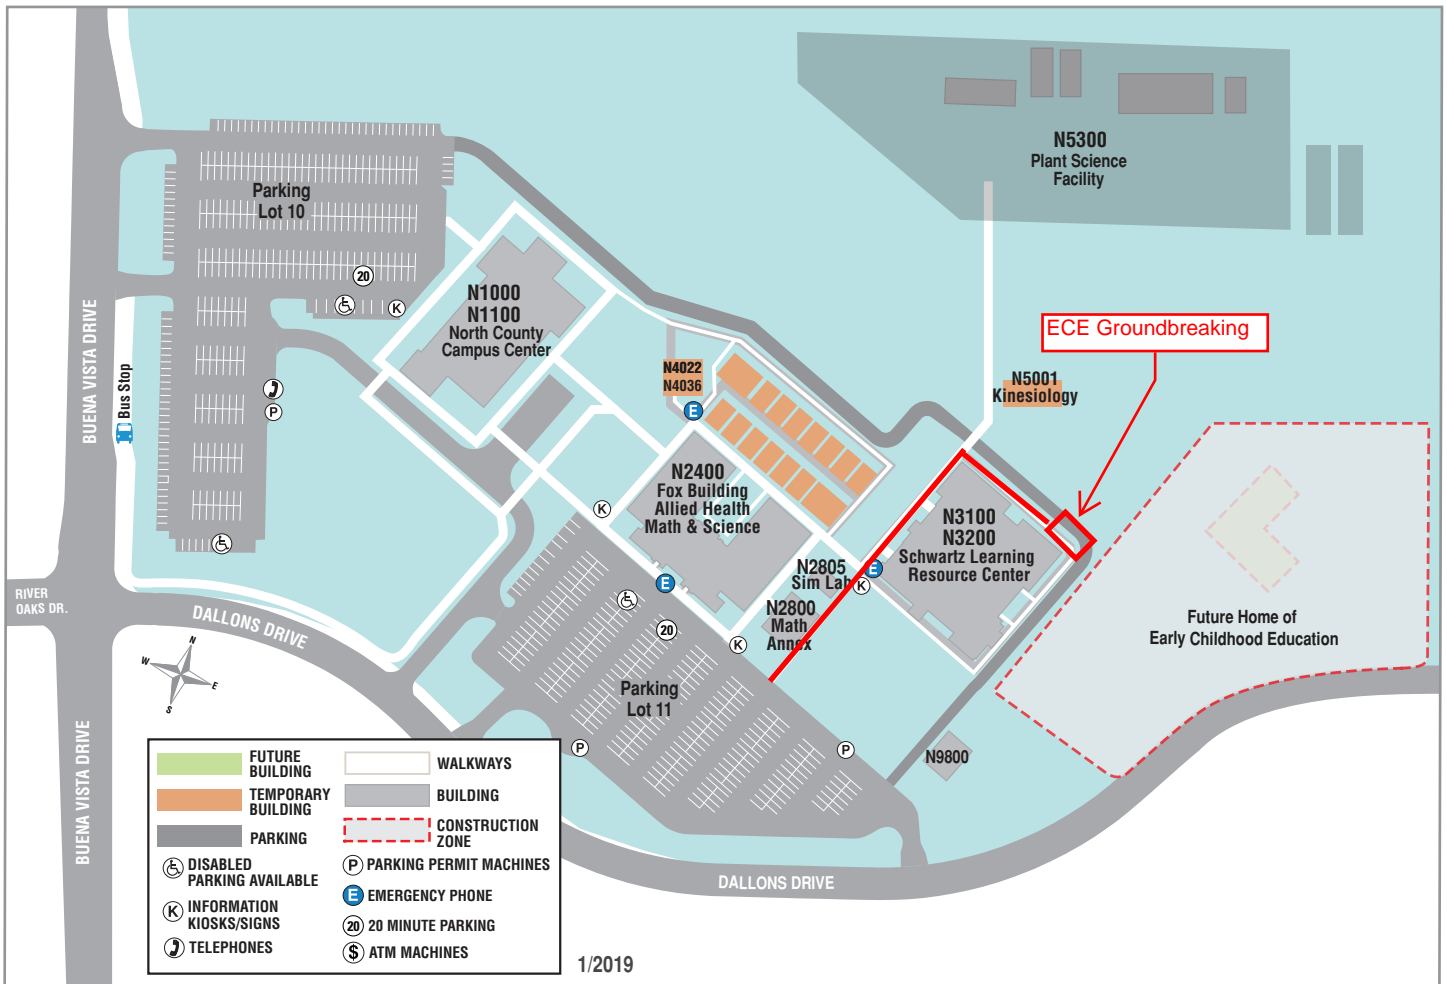 N5300
Plant Science
Facility
Parking
Lot 10
20
K
N1000
N1100
North County
Campus Center
ECE Groundbreaking
BUENA VISTA DRIVE
Bus Stop
P
N4022
N4036
E
N5001
Kinesiology
N2400
Fox Building
Allied Health
Math & Science
K
N3100
N3200
Schwartz Learning
Resource Center
N2805
Sim Lab
E
K
E
N2800
Math
Annex
20
K
RIVER
OAKS DR.
DALLONS DRIVE
N
W
E
S
Future Home of
Early Childhood Education
Parking
Lot 11
P
P
N9800
BUENA VISTA DRIVE
DALLONS DRIVE
FUTURE
BUILDING
TEMPORARY
BUILDING
PARKING
DISABLED
PARKING AVAILABLE
K INFORMATION
KIOSKS/SIGNS
TELEPHONES
WALKWAYS
BUILDING
CONSTRUCTION
ZONE
P PARKING PERMIT MACHINES
E EMERGENCY PHONE
20 20 MINUTE PARKING
$ ATM MACHINES
1/2019